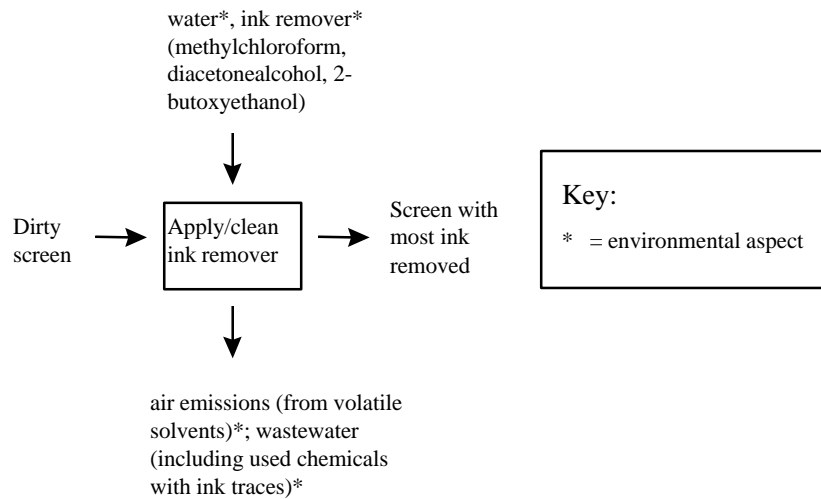 water*, ink remover*
(methylchloroform,
diacetonealcohol, 2-
butoxyethanol)
Dirty
screen
Apply/clean
ink remover
Screen with
most ink
removed
Key:
* = environmental aspect
air emissions (from volatile
solvents)*; wastewater
(including used chemicals
with ink traces)*